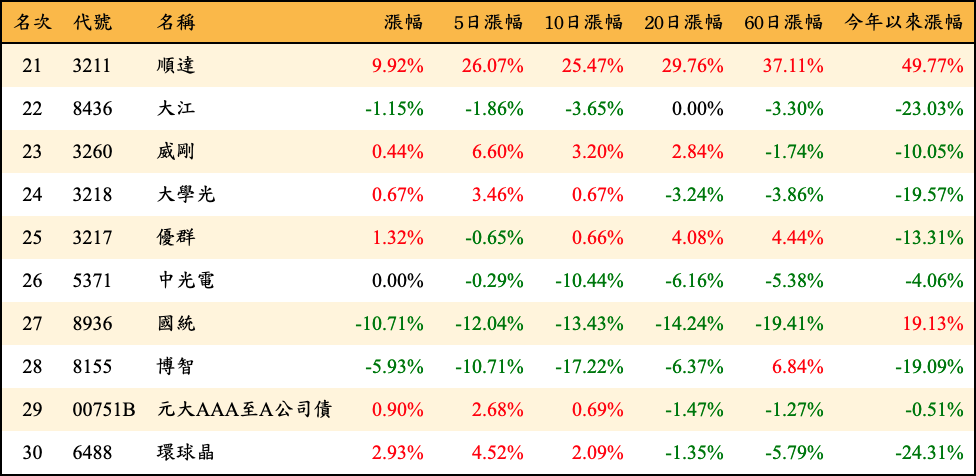 名次 代號 名稱 漲幅 5日漲幅 10日漲幅 20日漲幅 60日漲幅 今年以來漲幅
21 3211 順達 9.92% 26.07% 25.47% 29.76% 37.11% 49.77%
22 8436 大江 -1.15% -1.86% -3.65% 0.00% -3.30% -23.03%
23 3260 威剛 0.44% 6.60% 3.20% 2.84% -1.74% -10.05%
24 3218 大學光 0.67% 3.46% 0.67% -3.24% -3.86% -19.57%
25 3217 優群 1.32% -0.65% 0.66% 4.08% 4.44% -13.31%
26 5371 中光電 0.00% -0.29% -10.44% -6.16% -5.38% -4.06%
27 8936 國統 -10.71% -12.04% -13.43% -14.24% -19.41% 19.13%
28 8155 博智 -5.93% -10.71% -17.22% -6.37% 6.84% -19.09%
29 00751B 元大AAA至A公司債 0.90% 2.68% 0.69% -1.47% -1.27% -0.51%
30 6488 環球晶 2.93% 4.52% 2.09% -1.35% -5.79% -24.31%